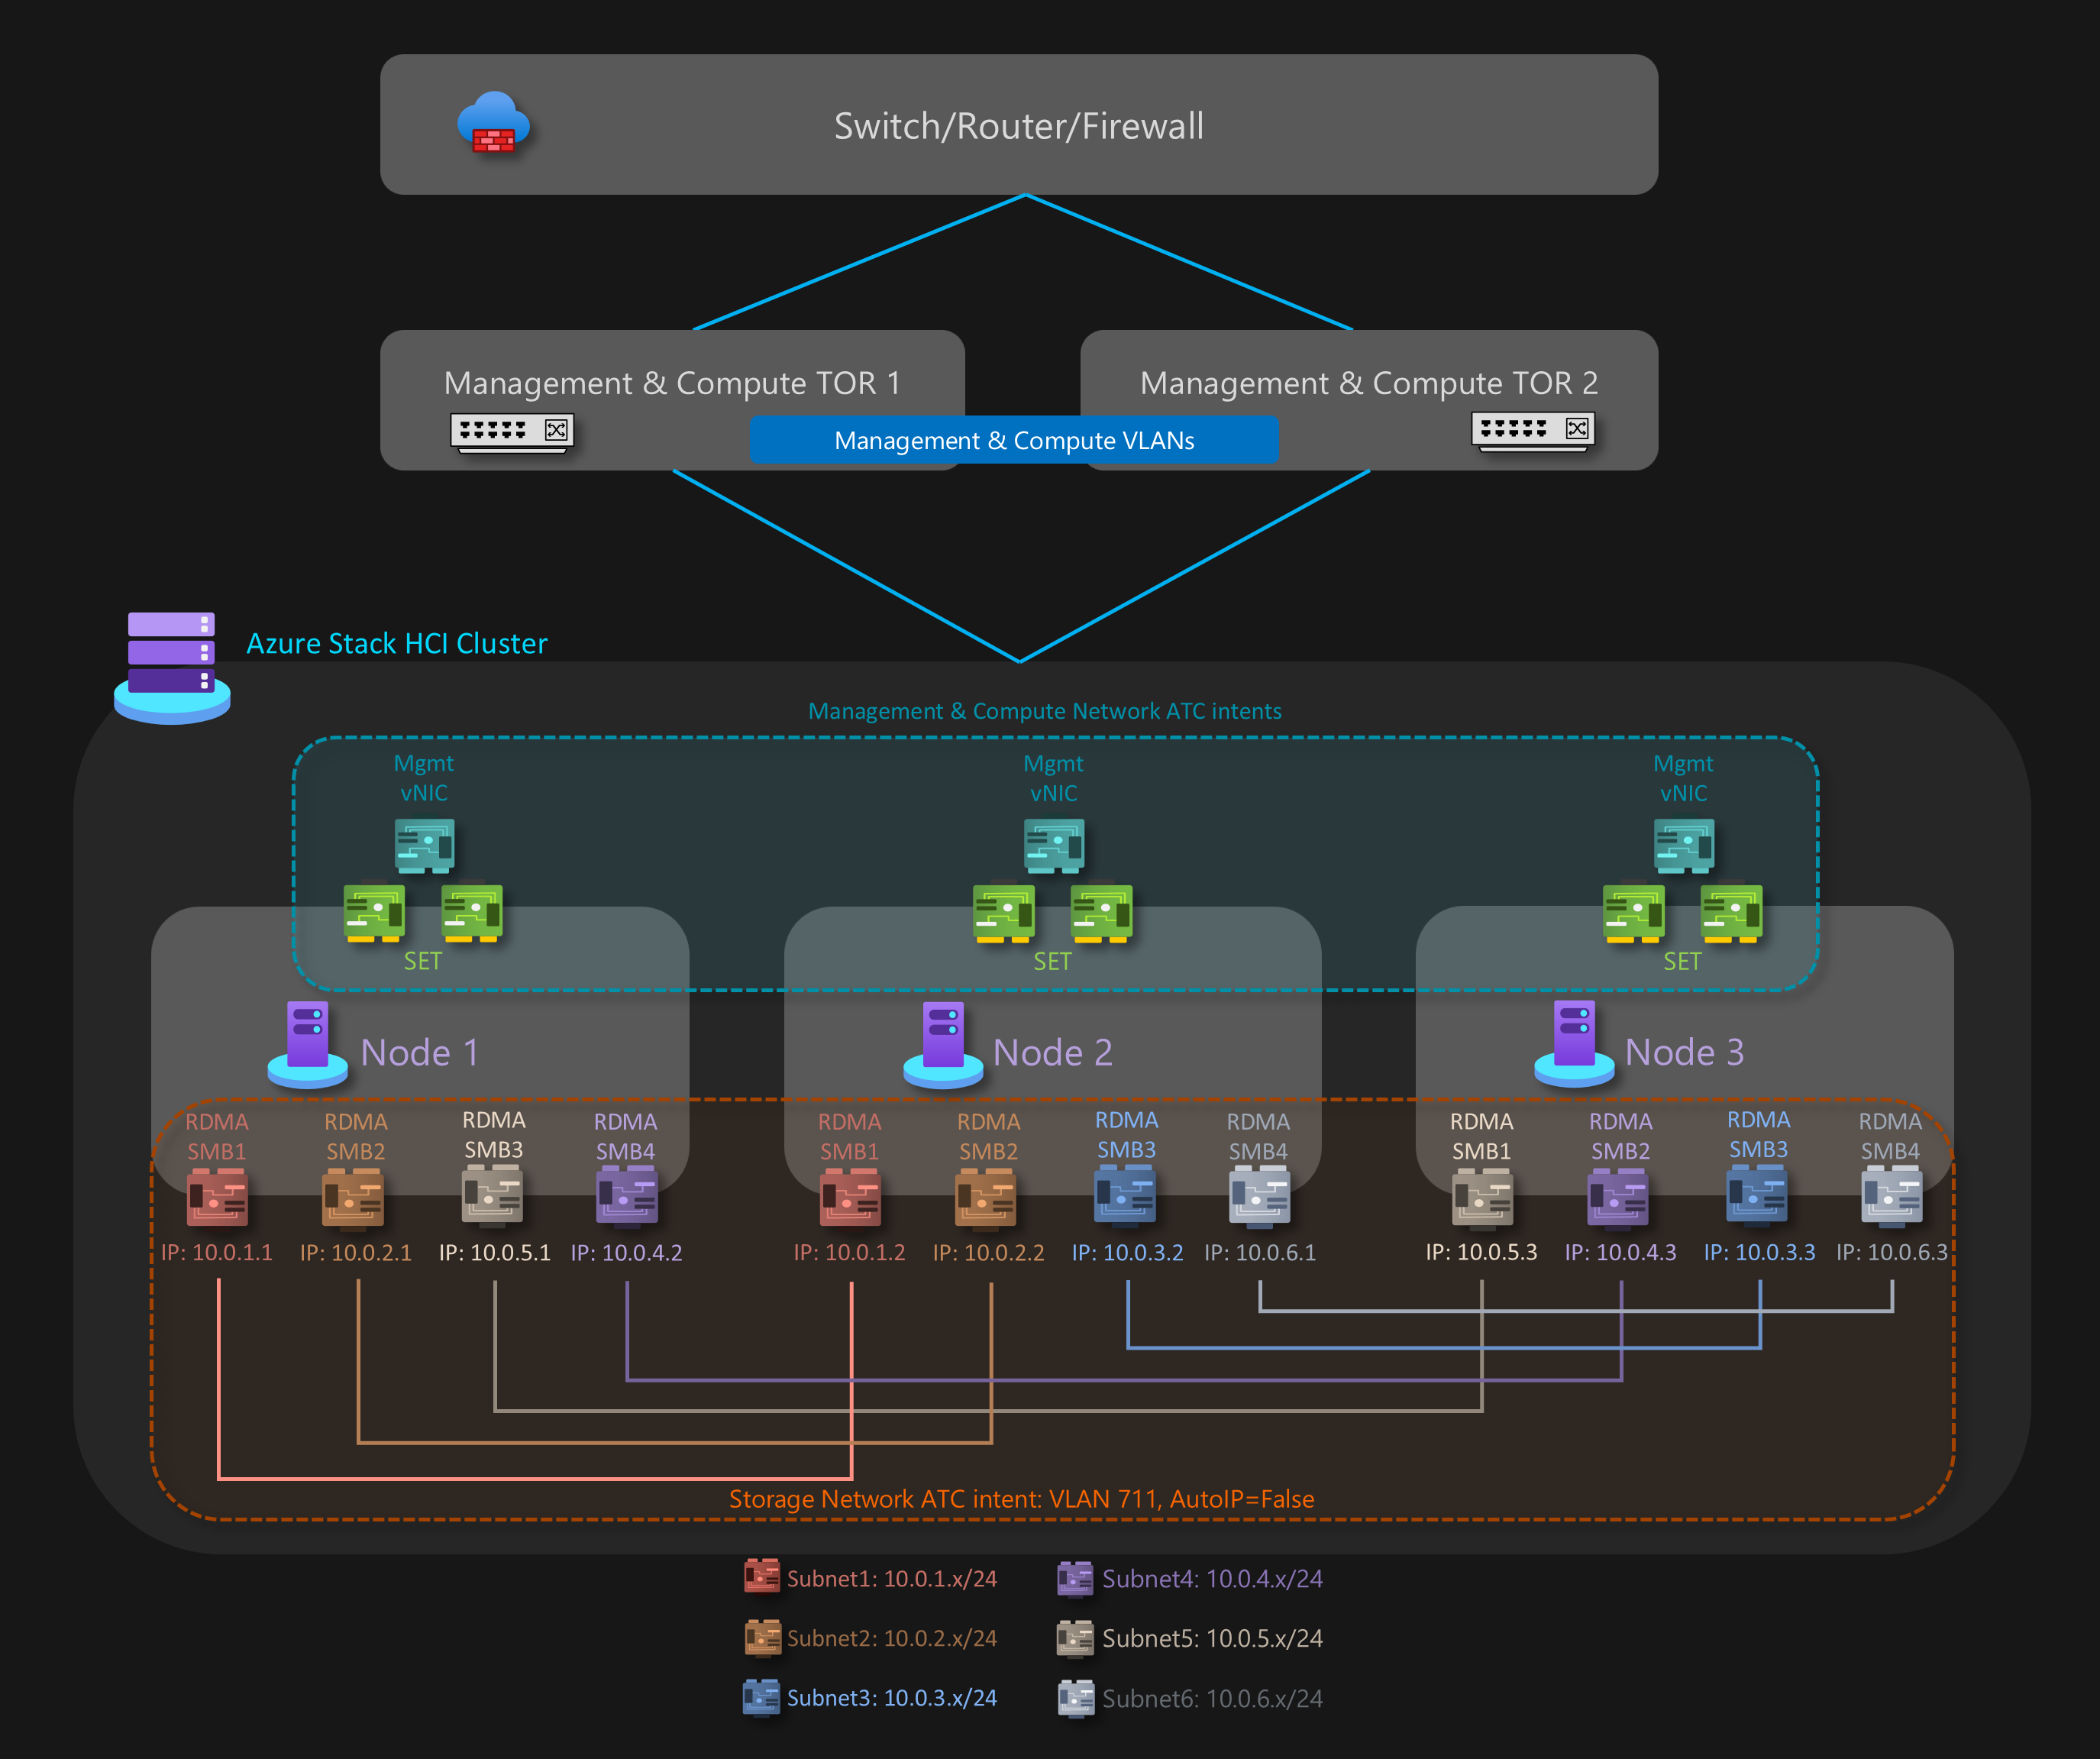 Switch/Router/Firewall
Management & Compute TOR 1
Management & Compute TOR 2
Management & Compute VLANs
Azure Stack HCI Cluster
Management & Compute Network ATC intents
Mgmt
vNIC
Mgmt
vNIC
Mgmt
vNIC
SET
SET
SET
Node 1
Node 2
Node 3
RDMA
SMB1
RDMA
SMB2
RDMA
SMB3
RDMA
SMB4
RDMA
SMB1
RDMA
SMB2
RDMA
SMB3
RDMA
SMB4
RDMA
SMB1
RDMA
SMB2
RDMA
SMB3
RDMA
SMB4
IP: 10.0.1.1
IP: 10.0.2.1
IP: 10.0.5.1
IP: 10.0.4.2
IP: 10.0.1.2
IP: 10.0.2.2
IP: 10.0.3.2
IP: 10.0.6.1
IP: 10.0.5.3
IP: 10.0.4.3
IP: 10.0.3.3
IP: 10.0.6.3
Storage Network ATC intent: VLAN 711, AutoIP=False
Subnet1: 10.0.1.x/24
Subnet2: 10.0.2.x/24
Subnet3: 10.0.3.x/24
Subnet4: 10.0.4.x/24
Subnet5: 10.0.5.x/24
Subnet6: 10.0.6.x/24